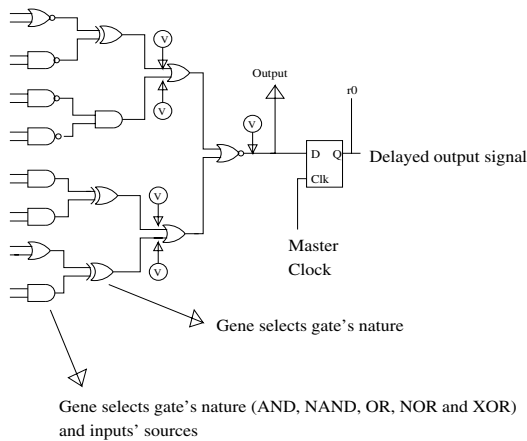 V
V
Output
V
r0
D Q
Clk
Delayed output signal
V
V
Master
Clock
Gene selects gate's nature
Gene selects gate's nature (AND, NAND, OR, NOR and XOR)
and inputs' sources